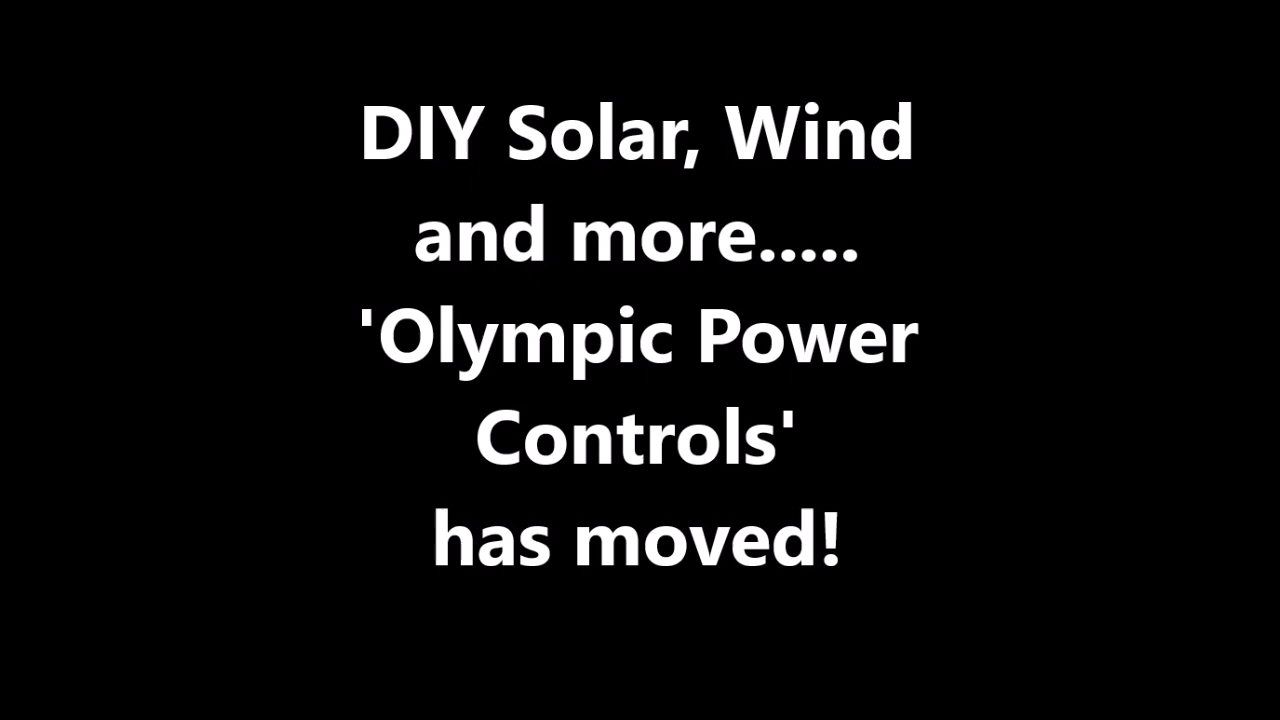 DIY Solar, Wind
and more.....
'Olympic Power
Controls'
has moved!